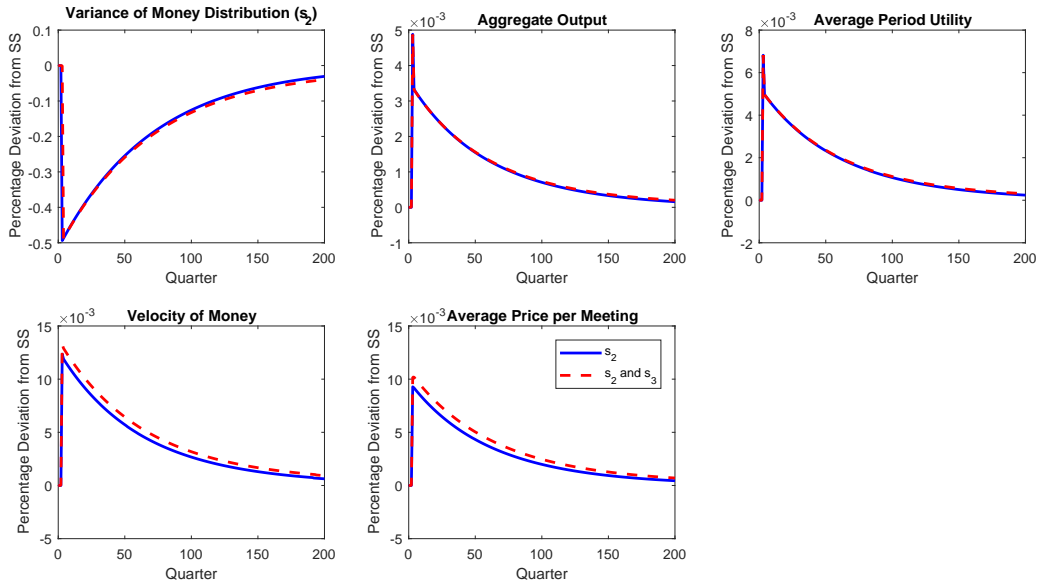 Variance of Money Distribution (s₂)
Percentage Deviation from SS
0.1
0
-0.1
-0.2
-0.3
-0.4
-0.5
0 50 100 150 200
Quarter
Aggregate Output
×10⁻³
Percentage Deviation from SS
5
4
3
2
1
0
-1
0 50 100 150 200
Quarter
Average Period Utility
×10⁻³
Percentage Deviation from SS
8
6
4
2
0
-2
0 50 100 150 200
Quarter
Velocity of Money
×10⁻³
Percentage Deviation from SS
15
10
5
0
-5
0 50 100 150 200
Quarter
Average Price per Meeting
×10⁻³
Percentage Deviation from SS
15
10
5
0
-5
0 50 100 150 200
Quarter
s₂
s₂ and s₃